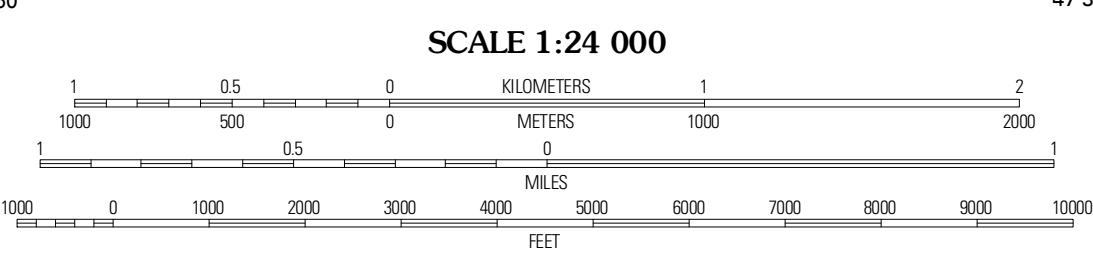 SCALE 1:24 000
1 0.5 0 KILOMETERS 1 2
1000 500 0 METERS 1000 2000
1 0.5 0 1
MILES
1000 0 1000 2000 3000 4000 5000 6000 7000 8000 9000 10000
FEET